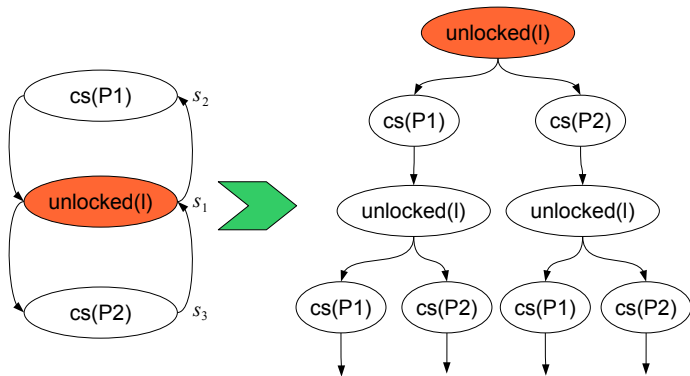 cs(P1)
s2
unlocked(l)
s1
cs(P2)
s3
unlocked(l)
cs(P1)
cs(P2)
unlocked(l)
unlocked(l)
cs(P1)
cs(P2)
cs(P1)
cs(P2)